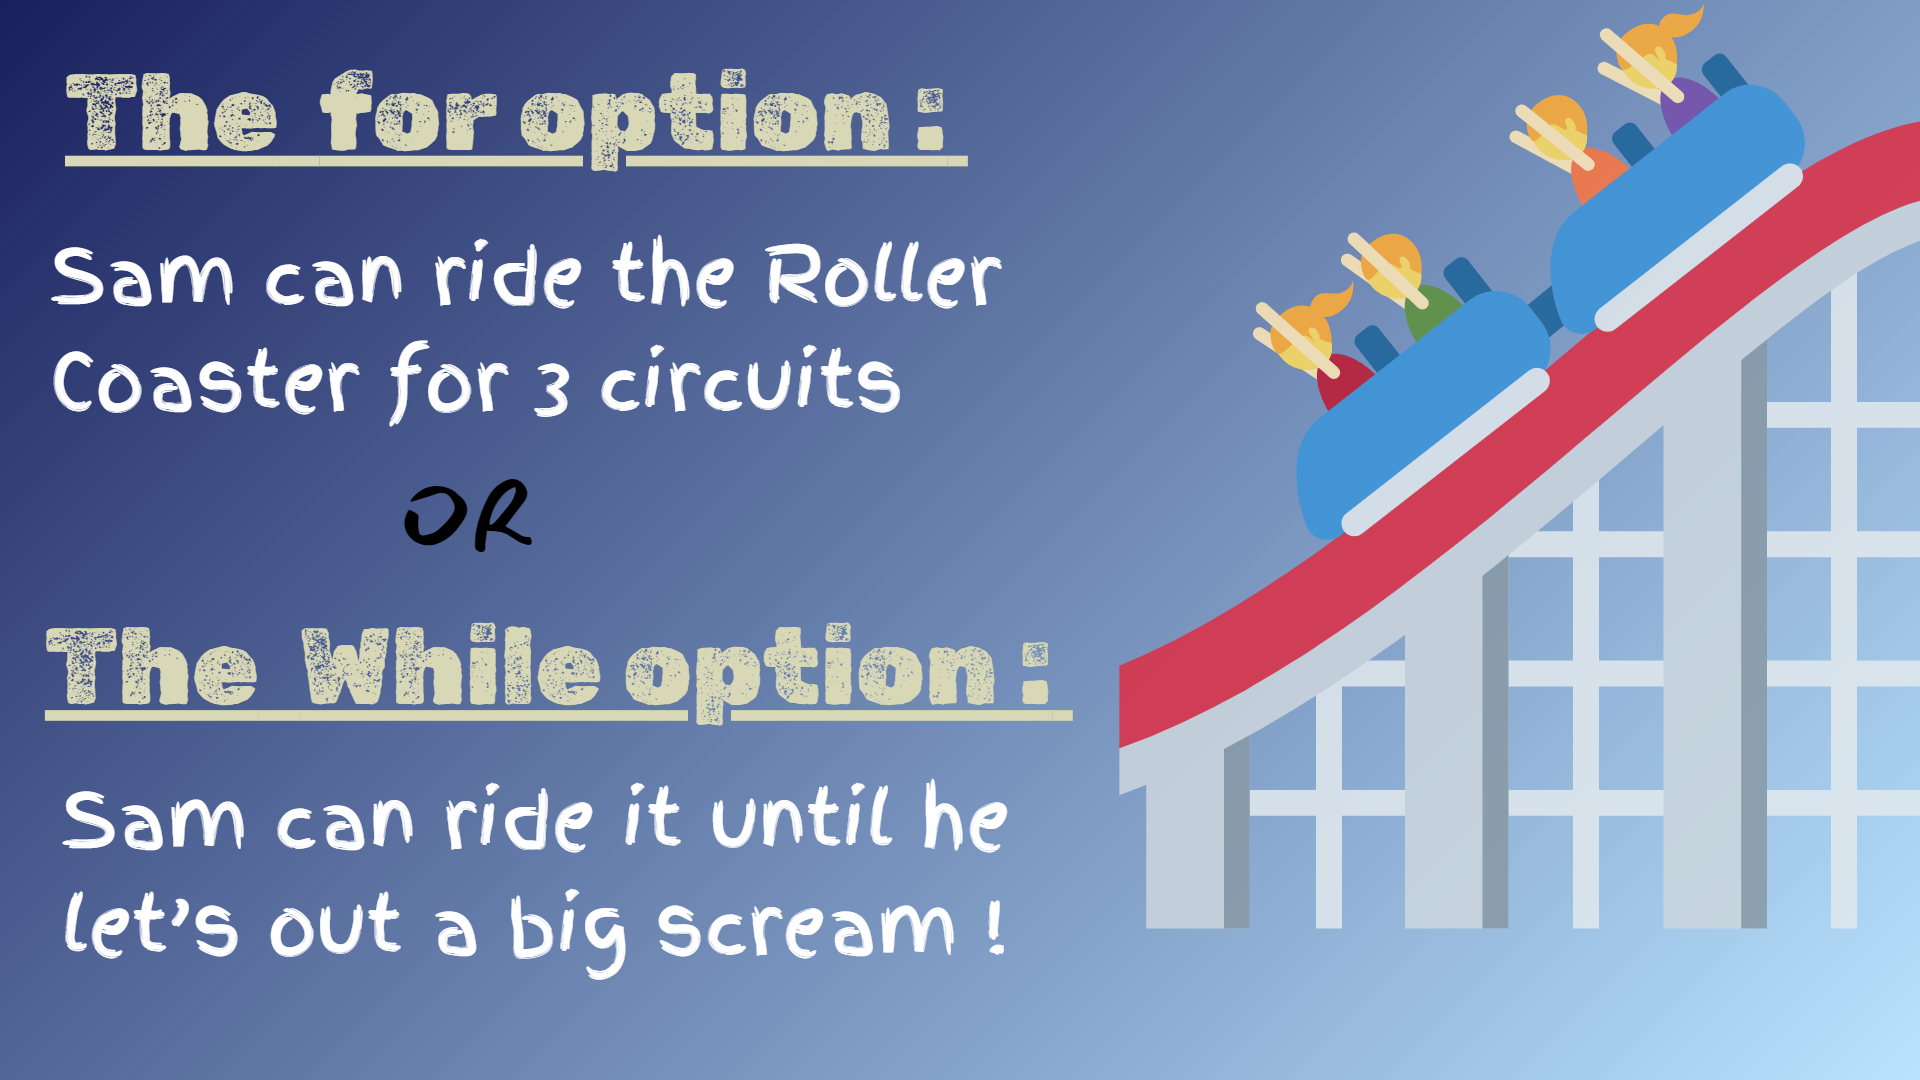 The for option :
Sam can ride the Roller
Coaster for 3 circuits
OR
The While option :
Sam can ride it until he
let's out a big scream !